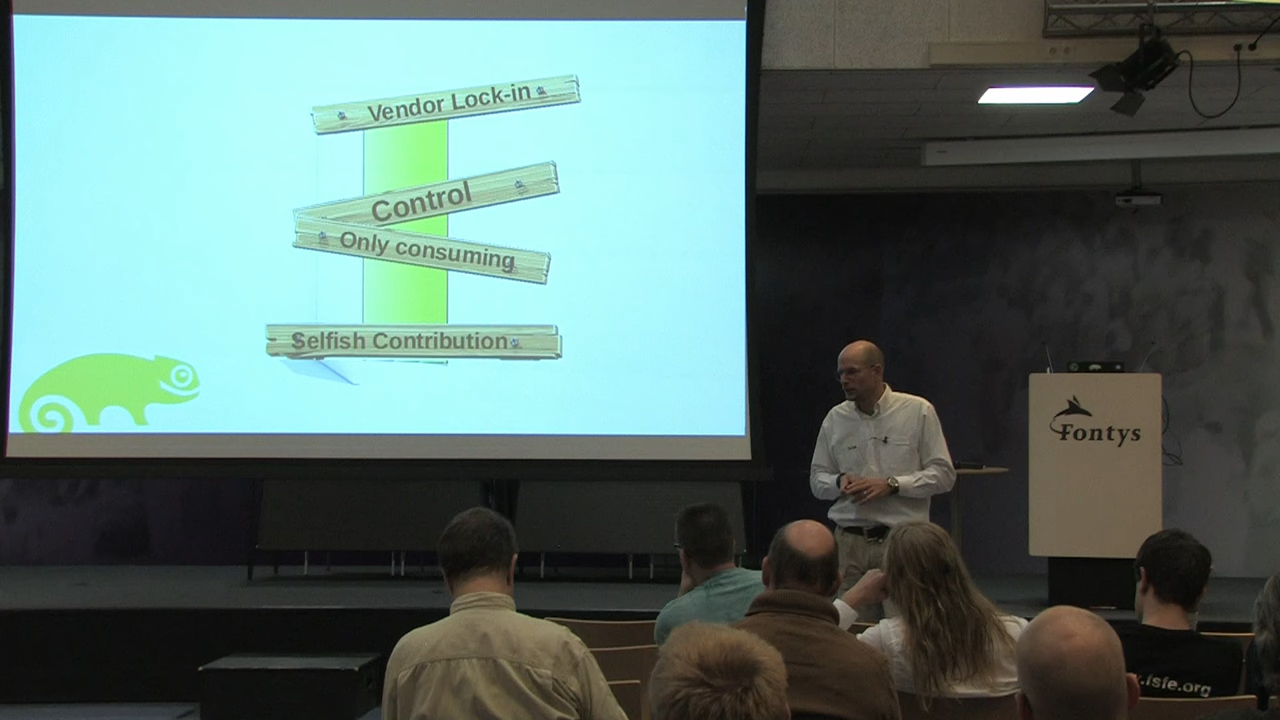 Vendor Lock-in
Control
Only consuming
Selfish Contribution
Fontys
.fsfe.org